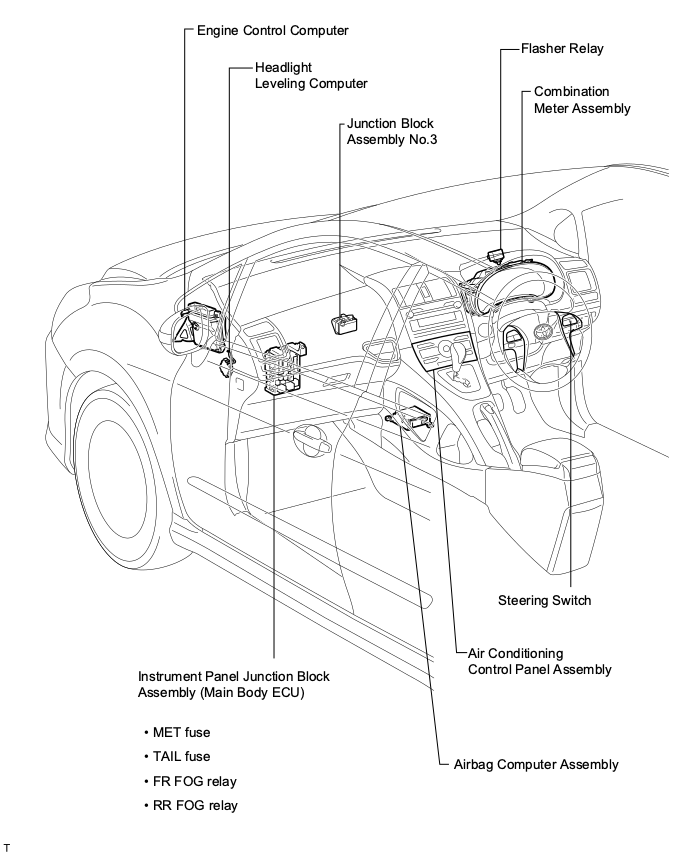 Engine Control Computer
Flasher Relay
Headlight
Leveling Computer
Combination
Meter Assembly
Junction Block
Assembly No.3
Steering Switch
Air Conditioning
Control Panel Assembly
Instrument Panel Junction Block
Assembly (Main Body ECU)
• MET fuse
• TAIL fuse
• FR FOG relay
• RR FOG relay
Airbag Computer Assembly
T